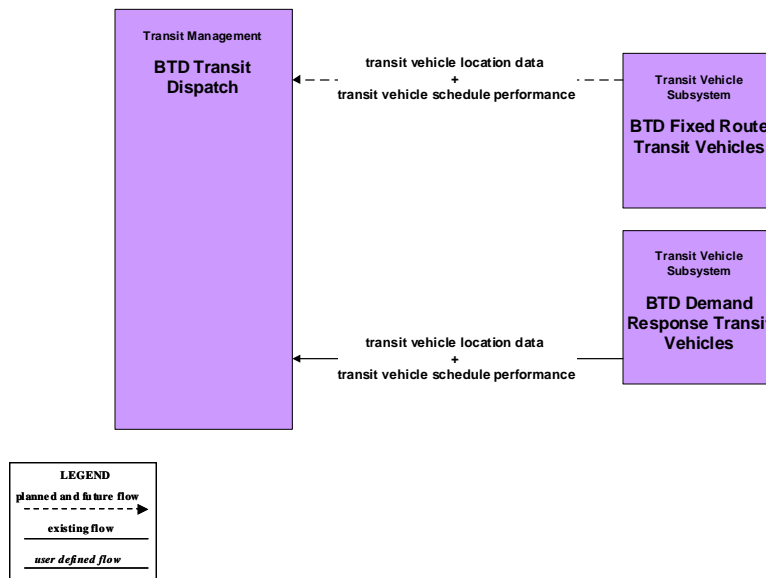 Transit Management
BTD Transit
Dispatch
transit vehicle location data
+
transit vehicle schedule performance
Transit Vehicle
Subsystem
BTD Fixed Route
Transit Vehicles
Transit Vehicle
Subsystem
BTD Demand
Response Transit
Vehicles
transit vehicle location data
+
transit vehicle schedule performance
LEGEND
planned and future flow
existing flow
user defined flow